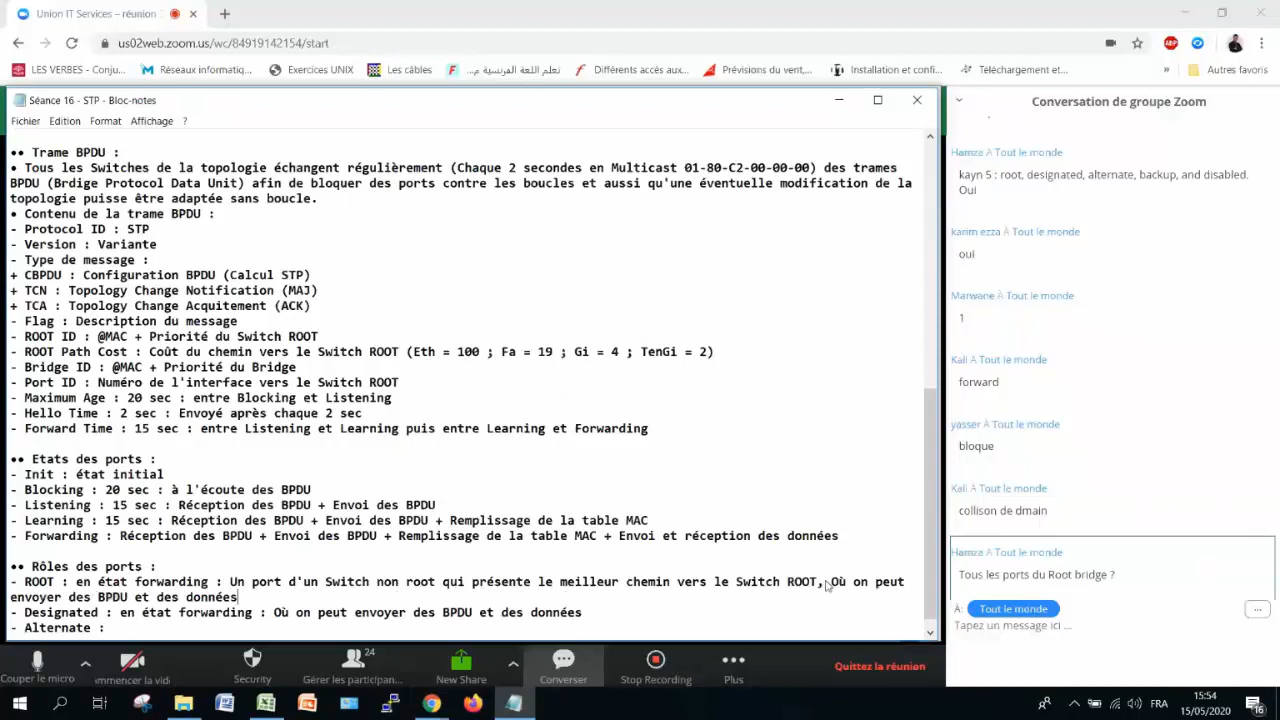 Union IT Services – réunion
us02web.zoom.us/wc/84919142154/start
LES VERBES - Conju...
Réseaux informatiq...
Exercices UNIX
Les câbles
تعلم اللغة الفرنسية م...
Différents accès aux...
Prévisions du vent,...
Installation et confi...
Téléchargement et...
»
Autres favoris
Séance 16 - STP - Bloc-notes
Fichier Edition Format Affichage ?
•• Trame BPDU :
• Tous les Switches de la topologie échangent régulièrement (Chaque 2 secondes en Multicast 01-80-C2-00-00-00) des trames
BPDU (Brdige Protocol Data Unit) afin de bloquer des ports contre les boucles et aussi qu'une éventuelle modification de la
topologie puisse être adaptée sans boucle.
• Contenu de la trame BPDU :
- Protocol ID : STP
- Version : Variante
- Type de message :
+ CBPDU : Configuration BPDU (Calcul STP)
+ TCN : Topology Change Notification (MAJ)
+ TCA : Topology Change Acquitement (ACK)
- Flag : Description du message
- ROOT ID : @MAC + Priorité du Switch ROOT
- ROOT Path Cost : Coût du chemin vers le Switch ROOT (Eth = 100 ; Fa = 19 ; Gi = 4 ; TenGi = 2)
- Bridge ID : @MAC + Priorité du Bridge
- Port ID : Numéro de l'interface vers le Switch ROOT
- Maximum Age : 20 sec : entre Blocking et Listening
- Hello Time : 2 sec : Envoyé après chaque 2 sec
- Forward Time : 15 sec : entre Listening et Learning puis entre Learning et Forwarding
•• Etats des ports :
- Init : état initial
- Blocking : 20 sec : à l'écoute des BPDU
- Listening : 15 sec : Réception des BPDU + Envoi des BPDU
- Learning : 15 sec : Réception des BPDU + Envoi des BPDU + Remplissage de la table MAC
- Forwarding : Réception des BPDU + Envoi des BPDU + Remplissage de la table MAC + Envoi et réception des données
•• Rôles des ports :
- ROOT : en état forwarding : Un port d'un Switch non root qui présente le meilleur chemin vers le Switch ROOT, Où on peut
envoyer des BPDU et des données
- Designated : en état forwarding : Où on peut envoyer des BPDU et des données
- Alternate :
Conversation de groupe Zoom
Hamza À Tout le monde
kayn 5 : root, designated, alternate, backup, and disabled.
Oui
karim ezza À Tout le monde
oui
Marwane À Tout le monde
1
Kali À Tout le monde
forward
yasser À Tout le monde
bloque
Kali À Tout le monde
collison de dmain
Hamza À Tout le monde
Tous les ports du Root bridge ?
À: Tout le monde ...
Tapez un message ici ...
Couper le micro
mmencer la vid
Security
24
Gérer les participants
New Share
Converser
Stop Recording
Plus
Quittez la réunion
FRA
15:54
15/05/2020
16